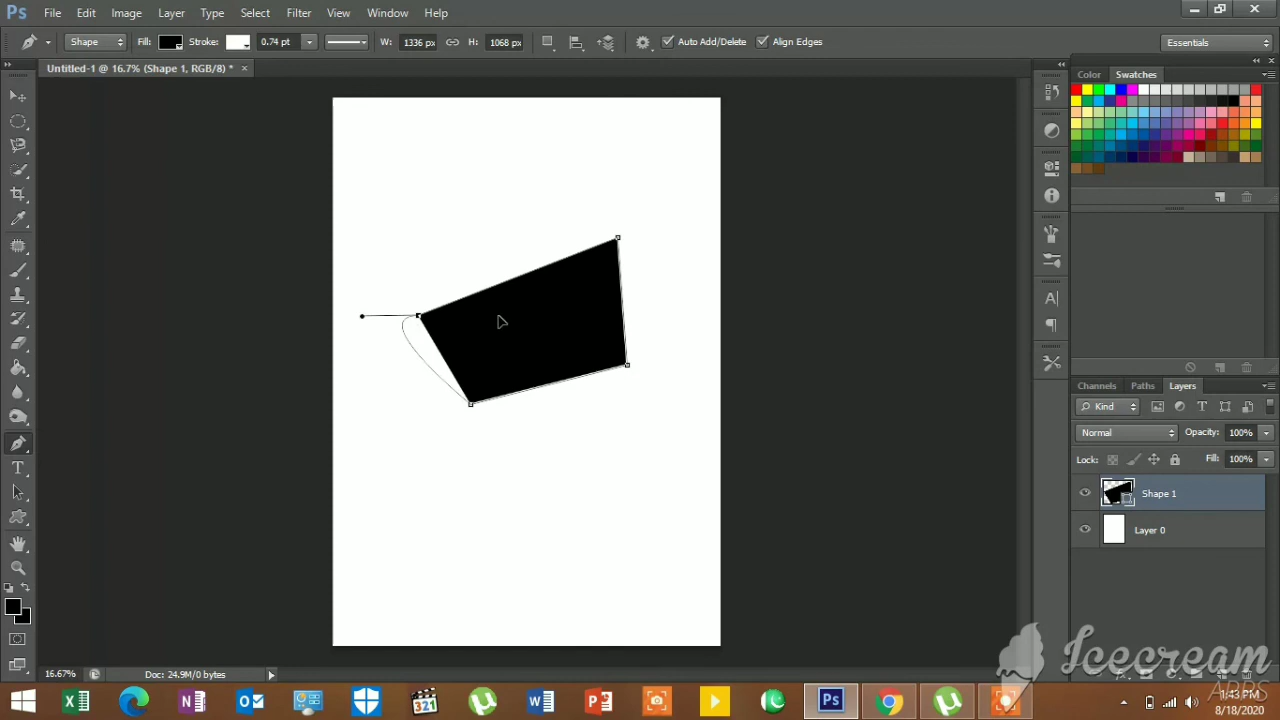 Ps File Edit Image Layer Type Select Filter View Window Help
Shape Fill: Stroke: 0.74 pt W: 1336 px H: 1068 px Auto Add/Delete Align Edges Essentials
Untitled-1 @ 16.7% (Shape 1, RGB/8) * ×
Color Swatches
Channels Paths Layers
Kind
Normal Opacity: 100%
Lock: Fill: 100%
Shape 1
Layer 0
16.67% Doc: 24.9M/0 bytes
Icecream
APPS
321
Ps
1:43 PM
8/18/2020